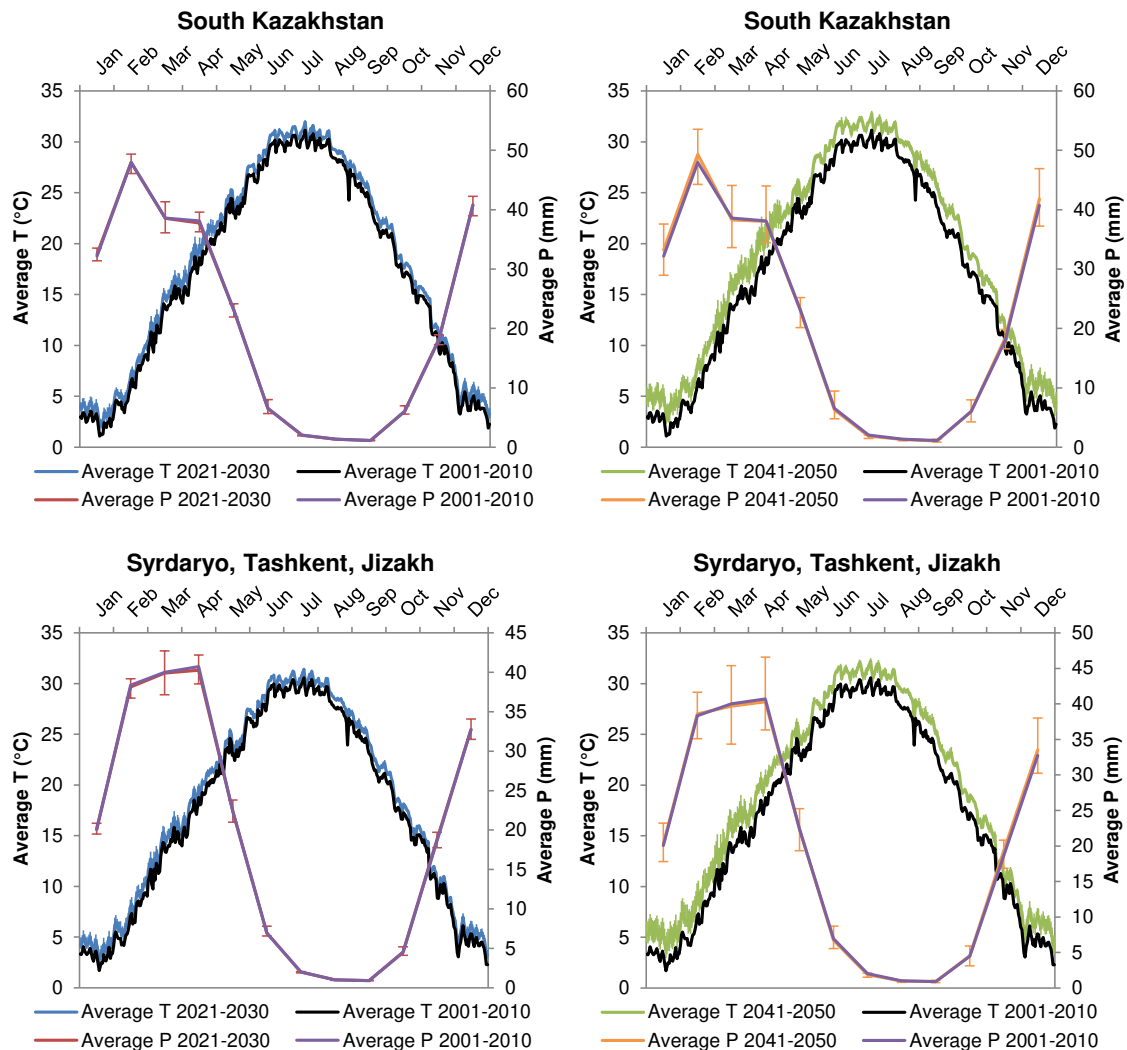 South Kazakhstan
Jan Feb Mar Apr May Jun Jul Aug Sep Oct Nov Dec
35 30 25 20 15 10 5 0
Average T (°C)
60 50 40 30 20 10 0
Average P (mm)
Average T 2021-2030 Average T 2001-2010
Average P 2021-2030 Average P 2001-2010
South Kazakhstan
Jan Feb Mar Apr May Jun Jul Aug Sep Oct Nov Dec
35 30 25 20 15 10 5 0
Average T (°C)
60 50 40 30 20 10 0
Average P (mm)
Average T 2041-2050 Average T 2001-2010
Average P 2041-2050 Average P 2001-2010
Syrdaryo, Tashkent, Jizakh
Jan Feb Mar Apr May Jun Jul Aug Sep Oct Nov Dec
35 30 25 20 15 10 5 0
Average T (°C)
45 40 35 30 25 20 15 10 5 0
Average P (mm)
Average T 2021-2030 Average T 2001-2010
Average P 2021-2030 Average P 2001-2010
Syrdaryo, Tashkent, Jizakh
Jan Feb Mar Apr May Jun Jul Aug Sep Oct Nov Dec
35 30 25 20 15 10 5 0
Average T (°C)
50 45 40 35 30 25 20 15 10 5 0
Average P (mm)
Average T 2041-2050 Average T 2001-2010
Average P 2041-2050 Average P 2001-2010